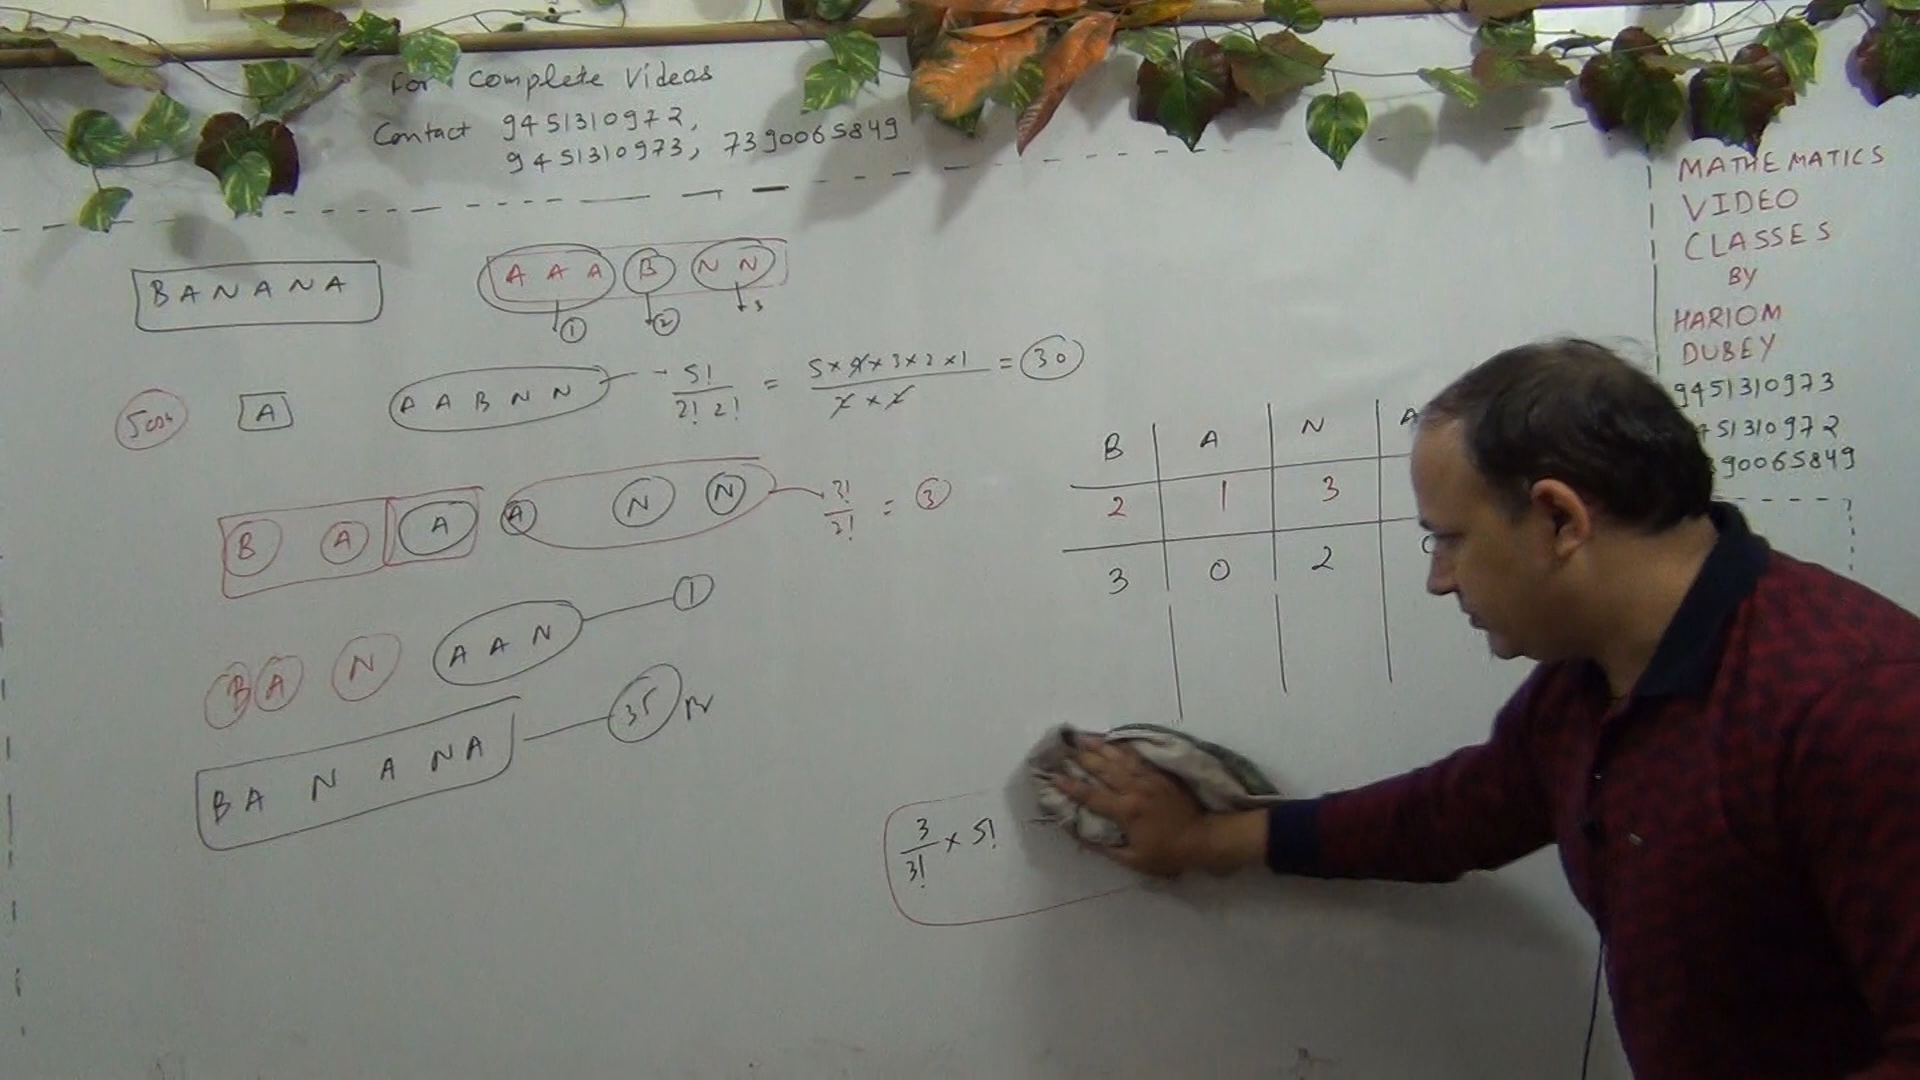 For Complete Videos
Contact 9451310972,
9451310973, 7390065849
MATHEMATICS
VIDEO
CLASSES
BY
HARIOM
DUBEY
9451310973
51310972
90065849
BANANA
A A A B N N
1 2 3
A
A A B N N
5!/2! 2! = 5×4×3×2×1/2×2 = 30
B A A A N N
3!/2! = 3
B A N A A N
1
B A N A N A
35
B A N A
2 1 3
3 0 2
3/3! × 5!